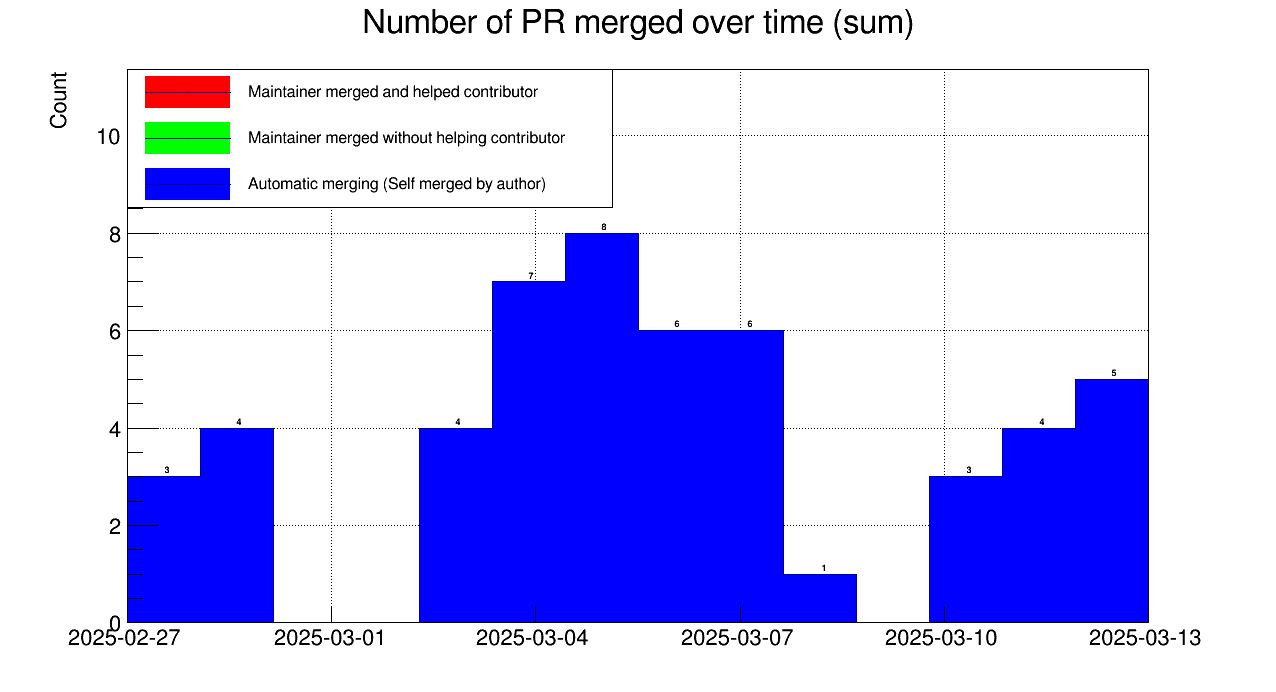 Number of PR merged over time (sum)
Count
Maintainer merged and helped contributor
Maintainer merged without helping contributor
Automatic merging (Self merged by author)
10
8
6
4
2
0
3
4
4
7
8
6
6
1
3
4
5
2025-02-27 2025-03-01 2025-03-04 2025-03-07 2025-03-10 2025-03-13